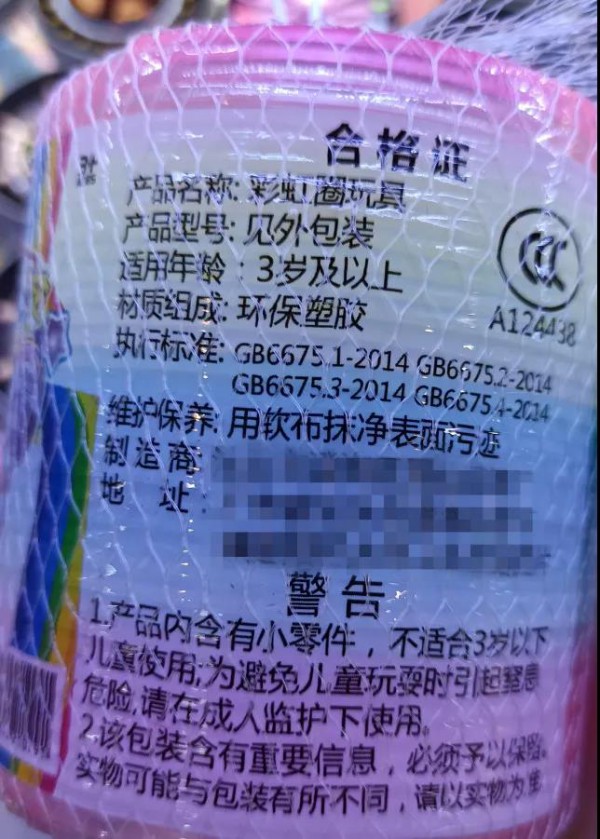 合格证
产品名称: 彩虹圈玩具
产品型号: 见外包装
适用年龄: 3岁及以上
材质组成: 环保塑胶
A124438
执行标准: GB6675.1-2014 GB6675.2-2014
GB6675.3-2014 GB6675.4-2014
维护保养: 用软布抹净表面污迹
制造商:
地 址:
警告
1.产品内含有小零件，不适合3岁以下
儿童使用;为避免儿童玩耍时引起窒息
危险,请在成人监护下使用。
2.该包装含有重要信息，必须予以保留。
实物可能与包装有所不同，请以实物为准